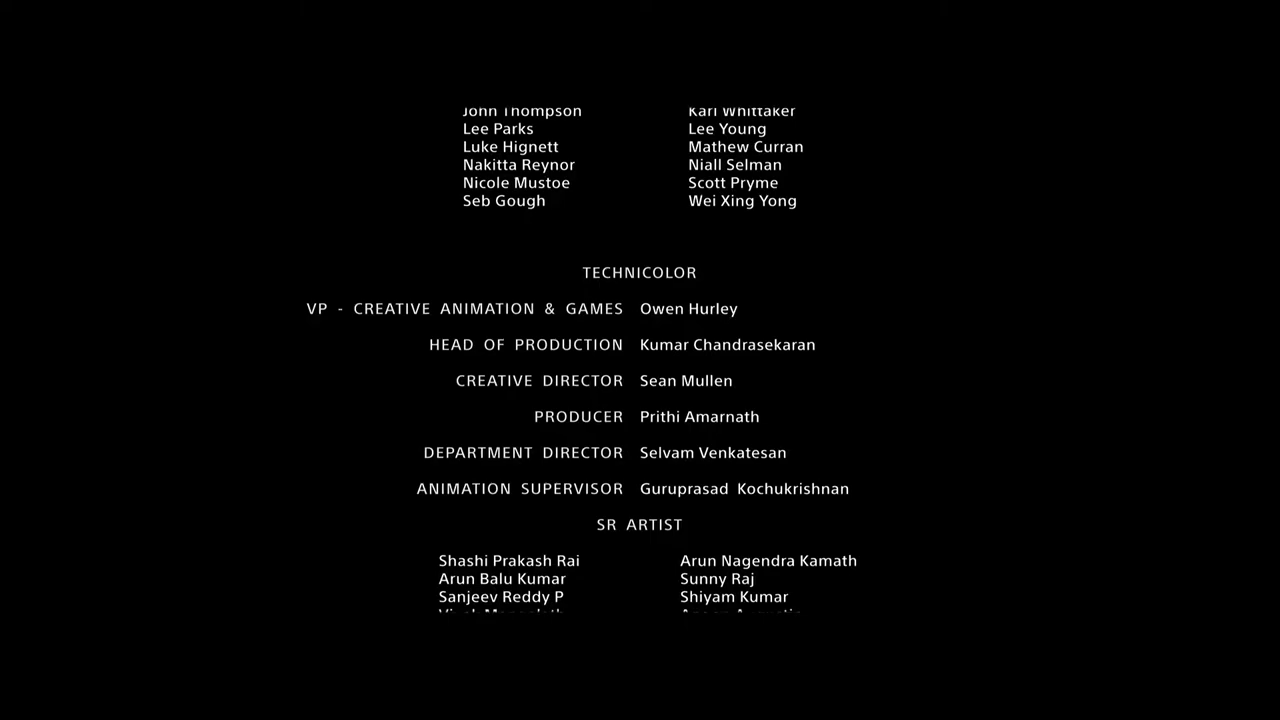 John Thompson Karl Whittaker
Lee Parks Lee Young
Luke Hignett Mathew Curran
Nakitta Reynor Niall Selman
Nicole Mustoe Scott Pryme
Seb Gough Wei Xing Yong
TECHNICOLOR
VP - CREATIVE ANIMATION & GAMES Owen Hurley
HEAD OF PRODUCTION Kumar Chandrasekaran
CREATIVE DIRECTOR Sean Mullen
PRODUCER Prithi Amarnath
DEPARTMENT DIRECTOR Selvam Venkatesan
ANIMATION SUPERVISOR Guruprasad Kochukrishnan
SR ARTIST
Shashi Prakash Rai Arun Nagendra Kamath
Arun Balu Kumar Sunny Raj
Sanjeev Reddy P Shiyam Kumar